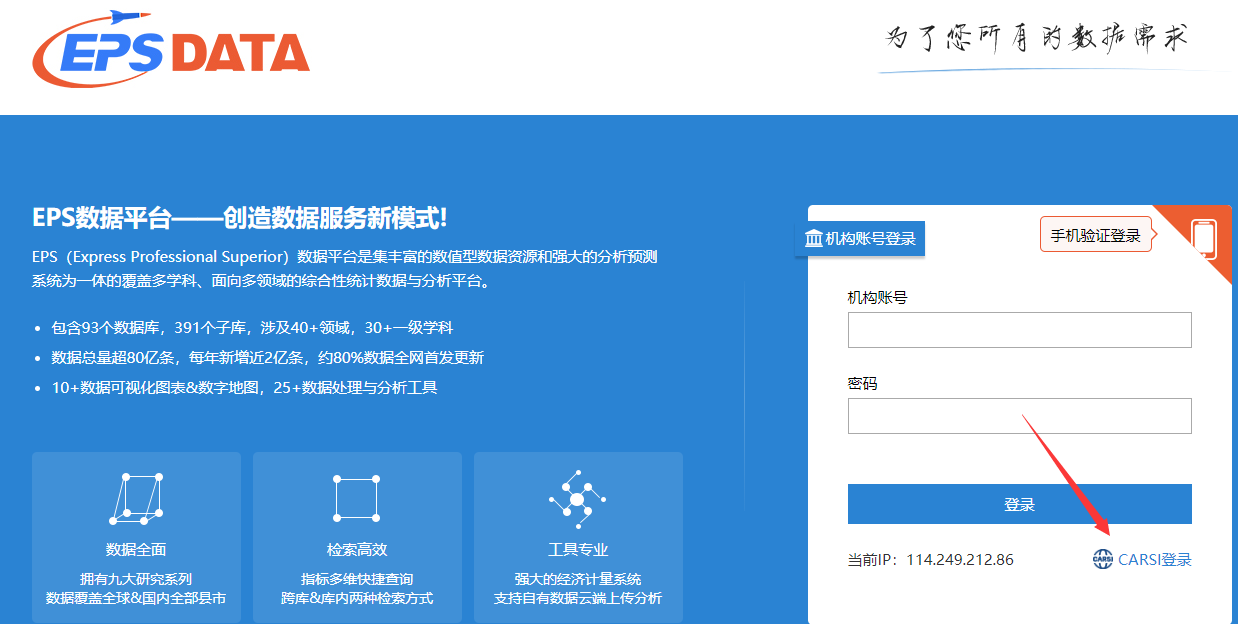 EPS DATA
为了您所有的数据需求
EPS数据平台——创造数据服务新模式!
EPS（Express Professional Superior）数据平台是集丰富的数值型数据资源和强大的分析预测
系统为一体的覆盖多学科、面向多领域的综合性统计数据与分析平台。
包含93个数据库，391个子库，涉及40+领域，30+一级学科
数据总量超80亿条，每年新增近2亿条，约80%数据全网首发更新
10+数据可视化图表&数字地图，25+数据处理与分析工具
数据全面
拥有九大研究系列
数据覆盖全球&国内全部县市
检索高效
指标多维快捷查询
跨库&库内两种检索方式
工具专业
强大的经济计量系统
支持自有数据云端上传分析
机构账号登录
手机验证登录
机构账号
密码
登录
当前IP：114.249.212.86
CARSI CARSI登录